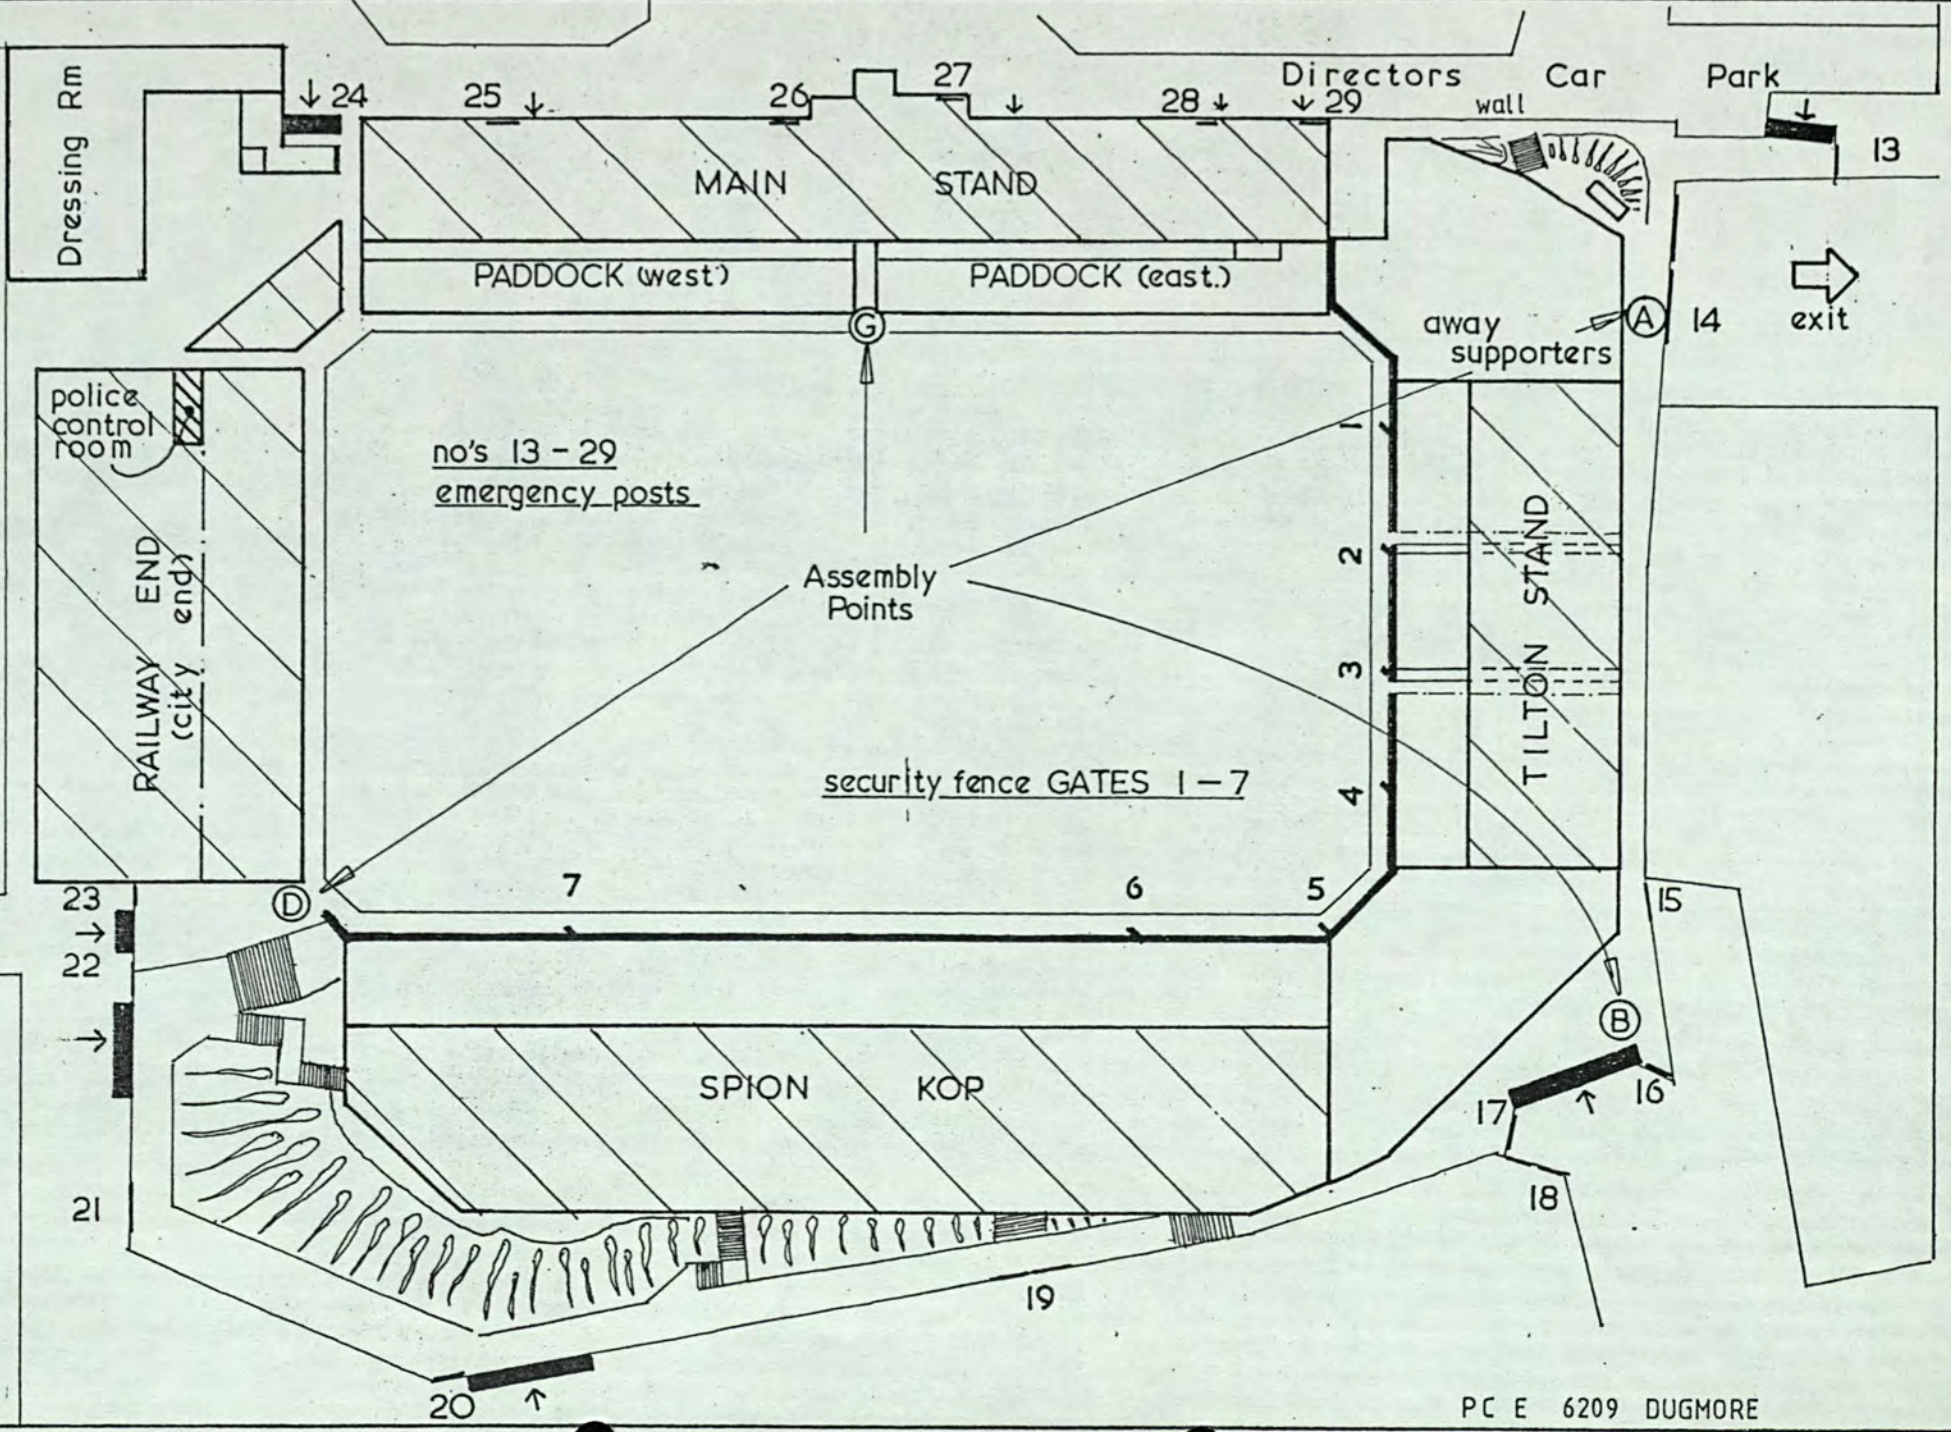 Directors Car Park
wall
Dressing Rm
24
25
26
27
28
29
13
MAIN STAND
PADDOCK (west)
PADDOCK (east.)
G
A
14
exit
away
supporters
police
control
room
no's 13 - 29
emergency posts
1
2
3
4
Assembly
Points
RAILWAY END
(city end)
TILTON STAND
security fence GATES 1 - 7
7
6
5
23
D
22
15
B
16
17
18
SPION KOP
21
19
20
PC E 6209 DUGMORE